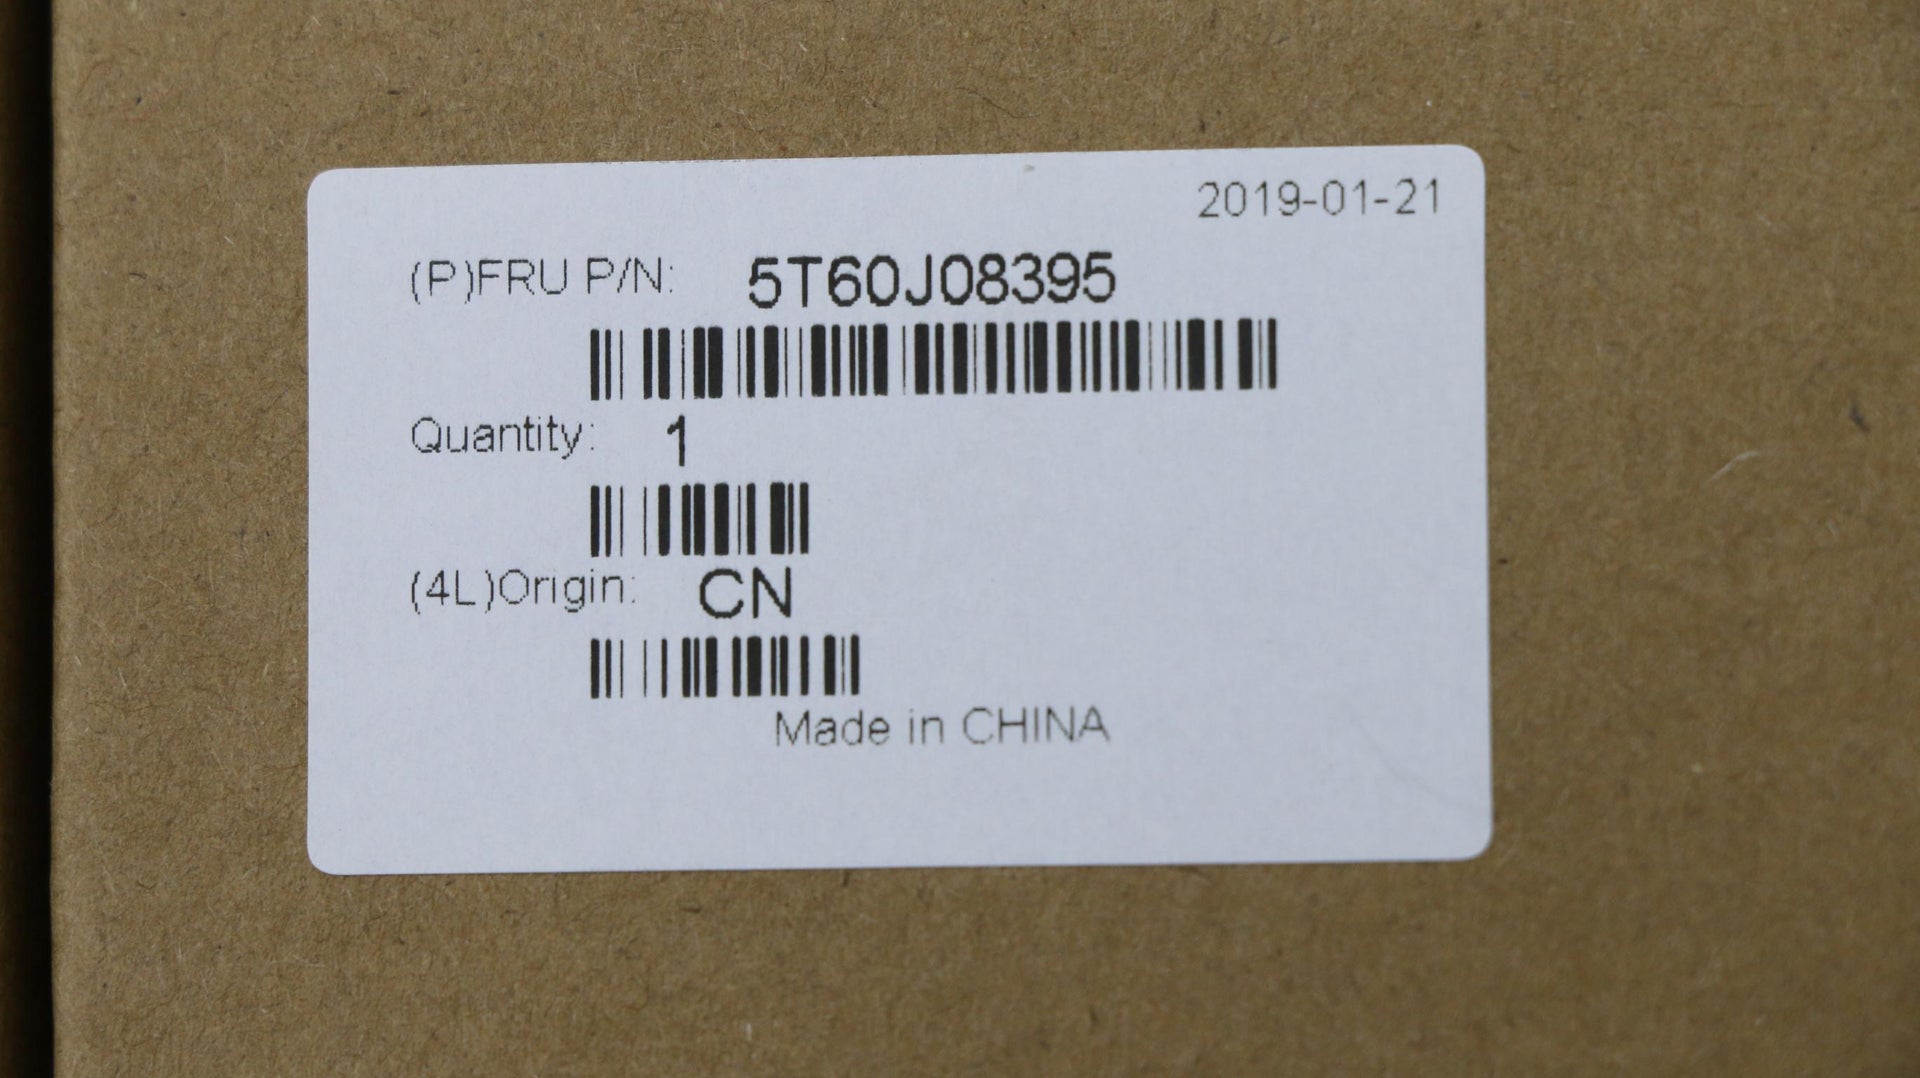 2019-01-21
(P)FRU P/N: 5T60J08395
Quantity: 1
(4L)Origin: CN
Made in CHINA